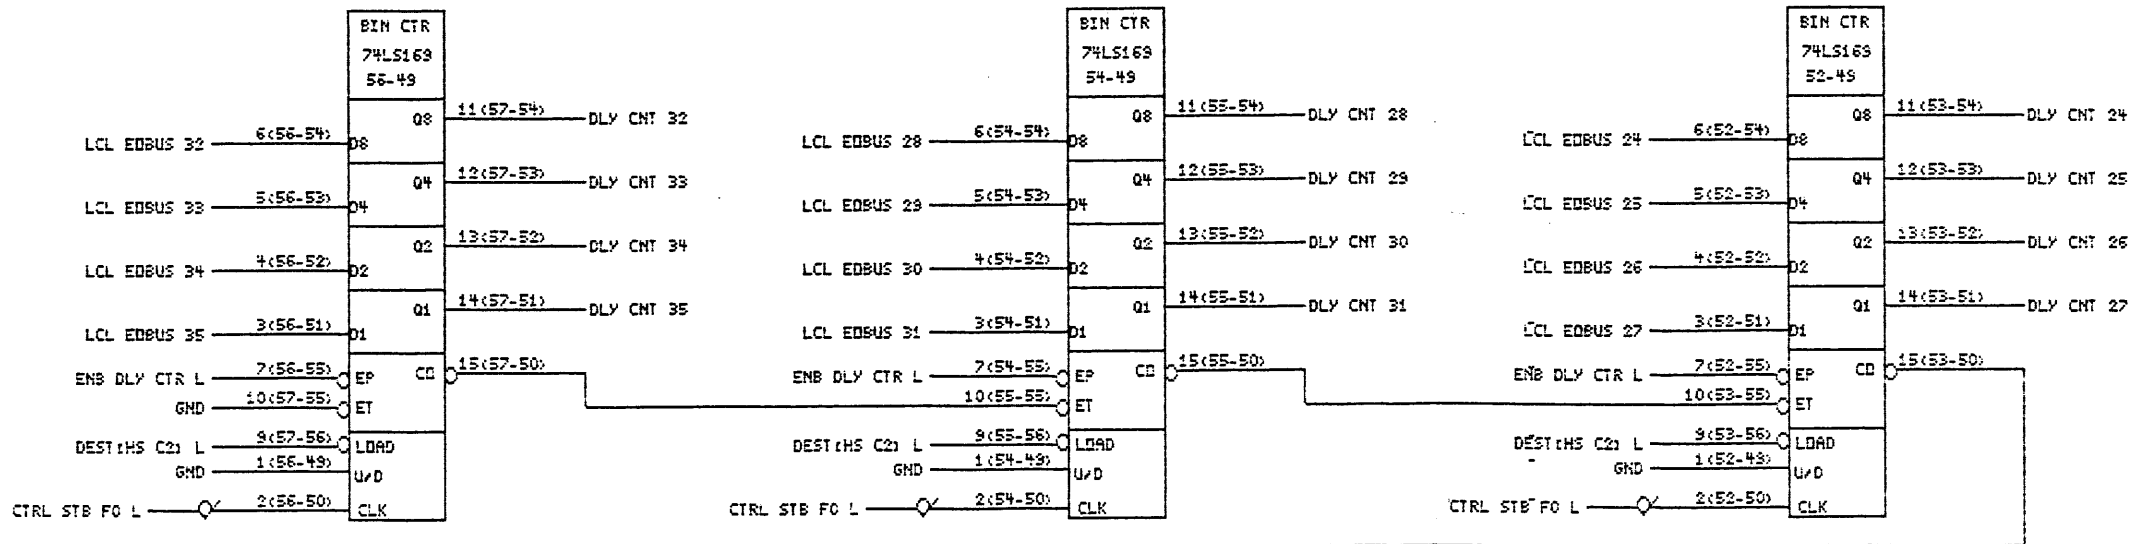 BIN CTR
74LS169
56-49
Q8 11(57-54) DLY CNT 32
LCL EDBUS 32 6(56-54) D8
Q4 12(57-53) DLY CNT 33
LCL EDBUS 33 5(56-53) D4
Q2 13(57-52) DLY CNT 34
LCL EDBUS 34 4(56-52) D2
Q1 14(57-51) DLY CNT 35
LCL EDBUS 35 3(56-51) D1
ENB DLY CTR L 7(56-55) EP CO 15(57-50)
GND 10(57-55) ET
DEST[HS C2] L 9(57-56) LOAD
GND 1(56-49) U/D
CTRL STB F0 L 2(56-50) CLK
BIN CTR
74LS169
54-49
Q8 11(55-54) DLY CNT 28
LCL EDBUS 28 6(54-54) D8
Q4 12(55-53) DLY CNT 29
LCL EDBUS 29 5(54-53) D4
Q2 13(55-52) DLY CNT 30
LCL EDBUS 30 4(54-52) D2
Q1 14(55-51) DLY CNT 31
LCL EDBUS 31 3(54-51) D1
ENB DLY CTR L 7(54-55) EP CO 15(55-50)
10(55-55) ET
DEST[HS C2] L 9(55-56) LOAD
GND 1(54-49) U/D
CTRL STB F0 L 2(54-50) CLK
BIN CTR
74LS169
52-49
Q8 11(53-54) DLY CNT 24
LCL EDBUS 24 6(52-54) D8
Q4 12(53-53) DLY CNT 25
LCL EDBUS 25 5(52-53) D4
Q2 13(53-52) DLY CNT 26
LCL EDBUS 26 4(52-52) D2
Q1 14(53-51) DLY CNT 27
LCL EDBUS 27 3(52-51) D1
ENB DLY CTR L 7(52-55) EP CO 15(53-50)
10(53-55) ET
DEST[HS C2] L 9(53-56) LOAD
GND 1(52-49) U/D
CTRL STB F0 L 2(52-50) CLK